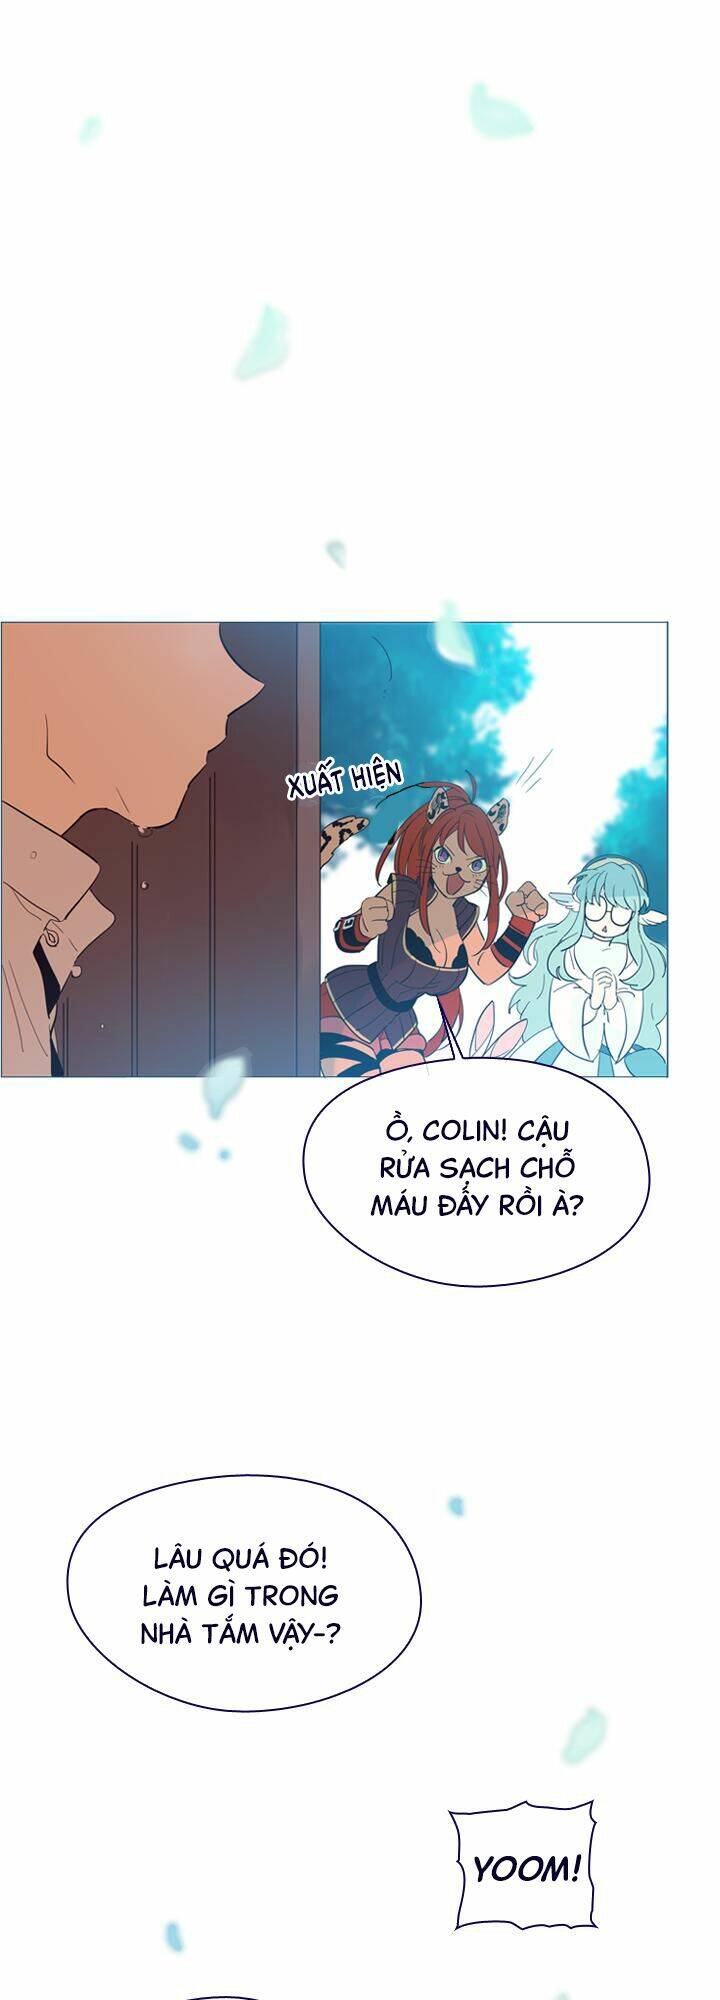 XUẤT HIỆN
Ồ, COLIN! CẬU
RỬA SẠCH CHỖ
MÁU ĐẤY RỒI À?
LÂU QUÁ ĐÓ!
LÀM GÌ TRONG
NHÀ TẮM VẬY-?
YOOM!